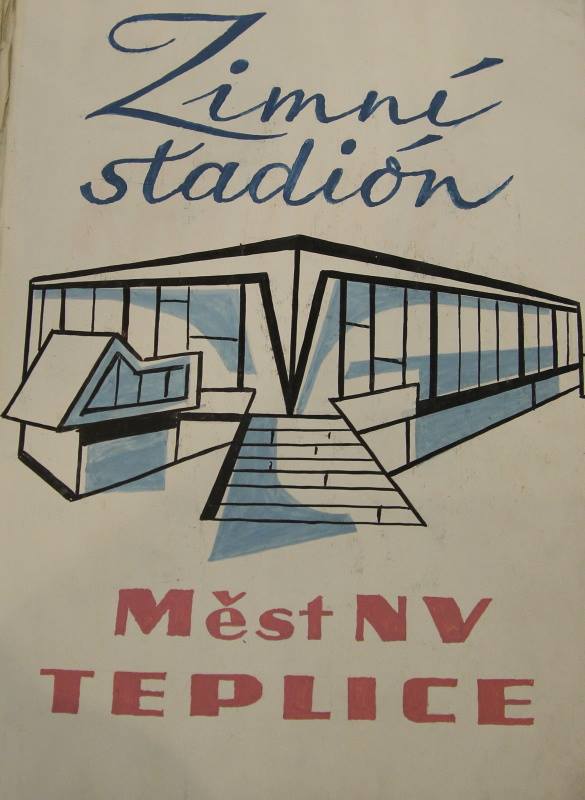 Zimní
stadión
Měst NV
TEPLICE